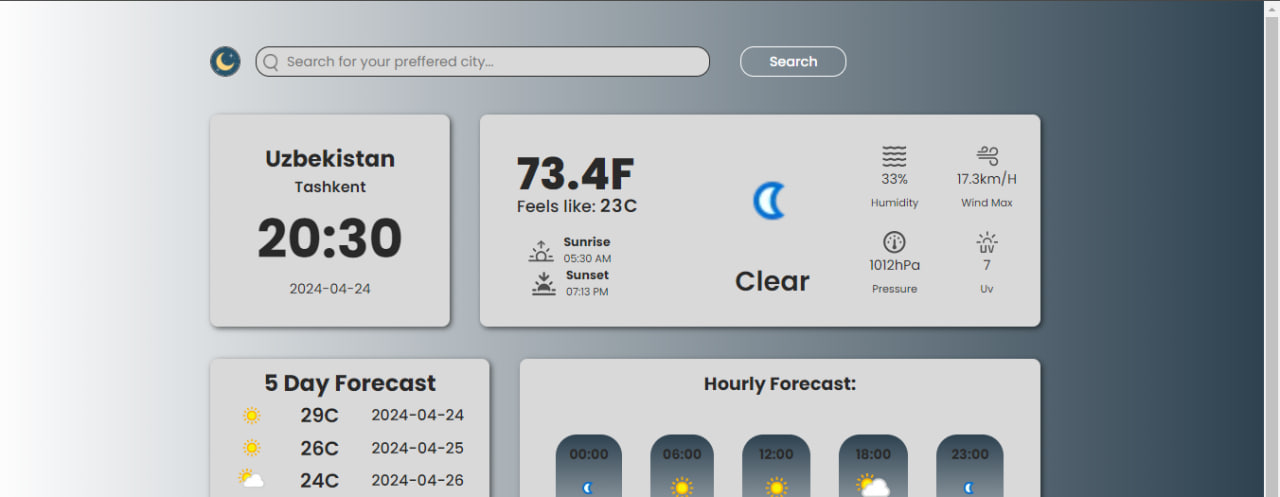 Search for your preffered city...
Search
Uzbekistan
Tashkent
20:30
2024-04-24
73.4F
Feels like: 23C
Sunrise
05:30 AM
Sunset
07:13 PM
Clear
33%
Humidity
17.3km/H
Wind Max
1012hPa
Pressure
UV
7
Uv
5 Day Forecast
29C 2024-04-24
26C 2024-04-25
24C 2024-04-26
Hourly Forecast:
00:00 06:00 12:00 18:00 23:00